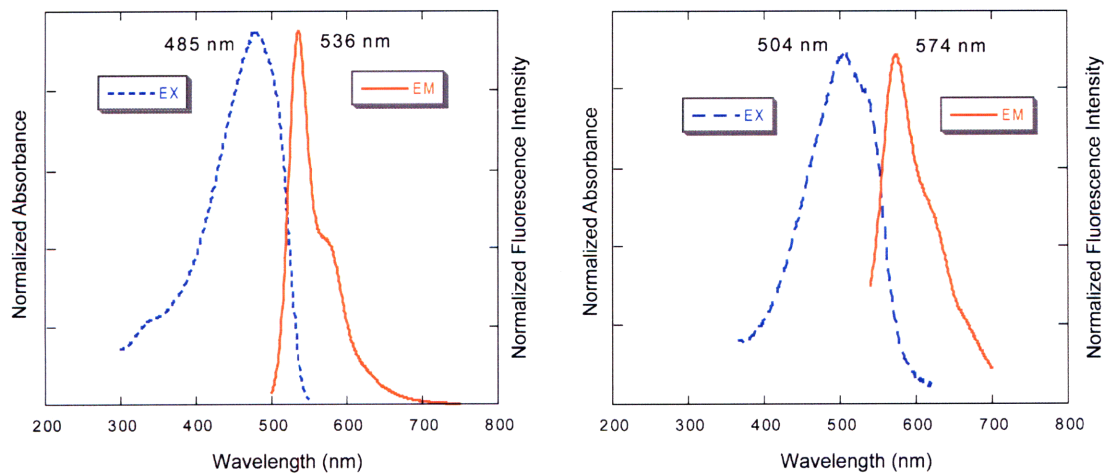 485 nm
536 nm
EX
EM
Normalized Absorbance
Normalized Fluorescence Intensity
200 300 400 500 600 700 800
Wavelength (nm)
504 nm
574 nm
EX
EM
Normalized Absorbance
Normalized Fluorescence Intensity
200 300 400 500 600 700 800
Wavelength (nm)